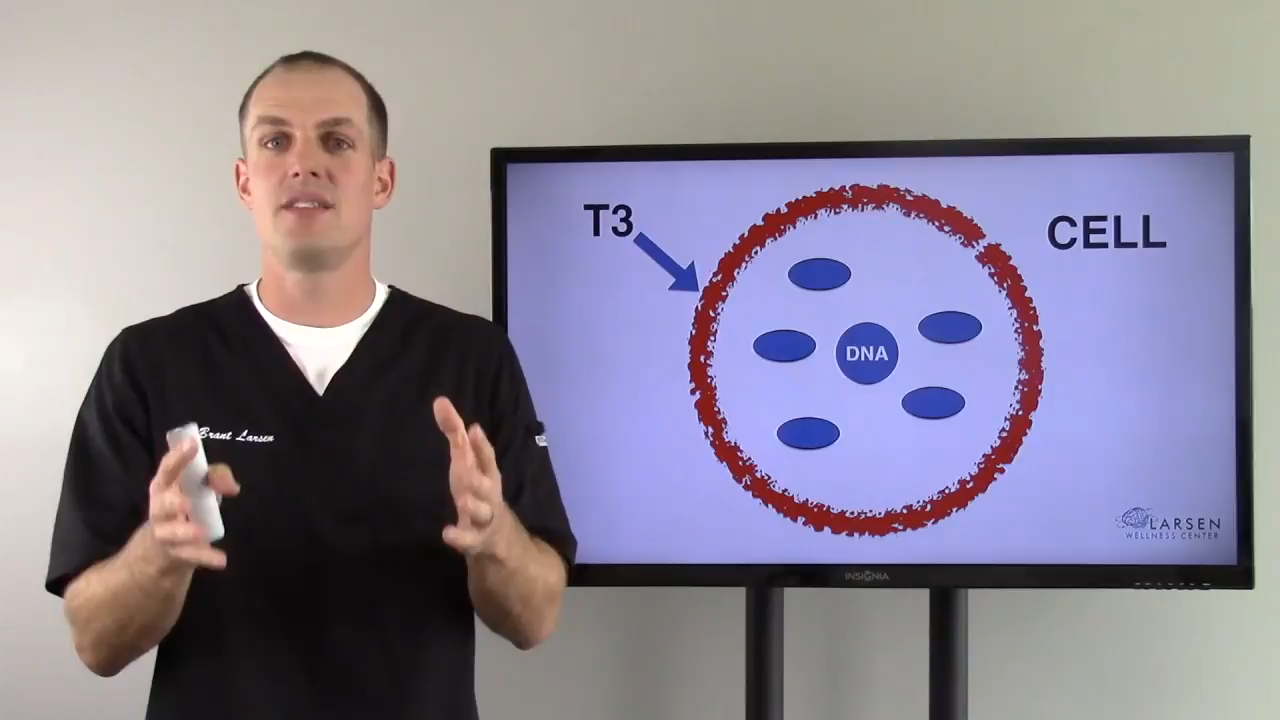 T3
CELL
DNA
Brant Larsen
LARSEN
WELLNESS CENTER
INSIGNIA